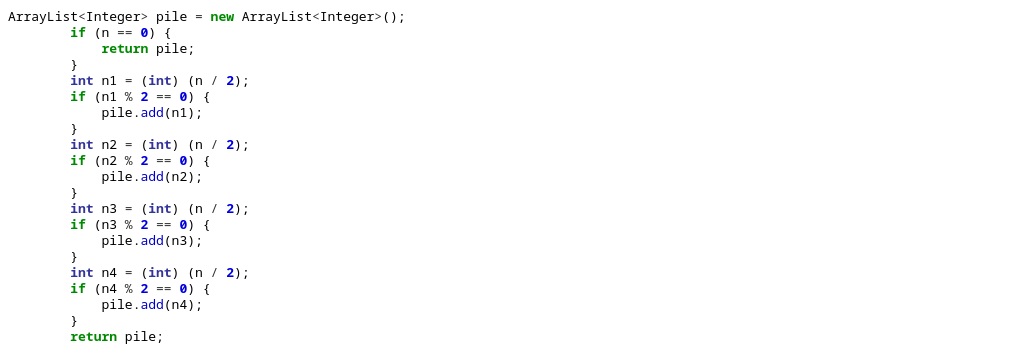 ArrayList<Integer> pile = new ArrayList<Integer>();
        if (n == 0) {
            return pile;
        }
        int n1 = (int) (n / 2);
        if (n1 % 2 == 0) {
            pile.add(n1);
        }
        int n2 = (int) (n / 2);
        if (n2 % 2 == 0) {
            pile.add(n2);
        }
        int n3 = (int) (n / 2);
        if (n3 % 2 == 0) {
            pile.add(n3);
        }
        int n4 = (int) (n / 2);
        if (n4 % 2 == 0) {
            pile.add(n4);
        }
        return pile;